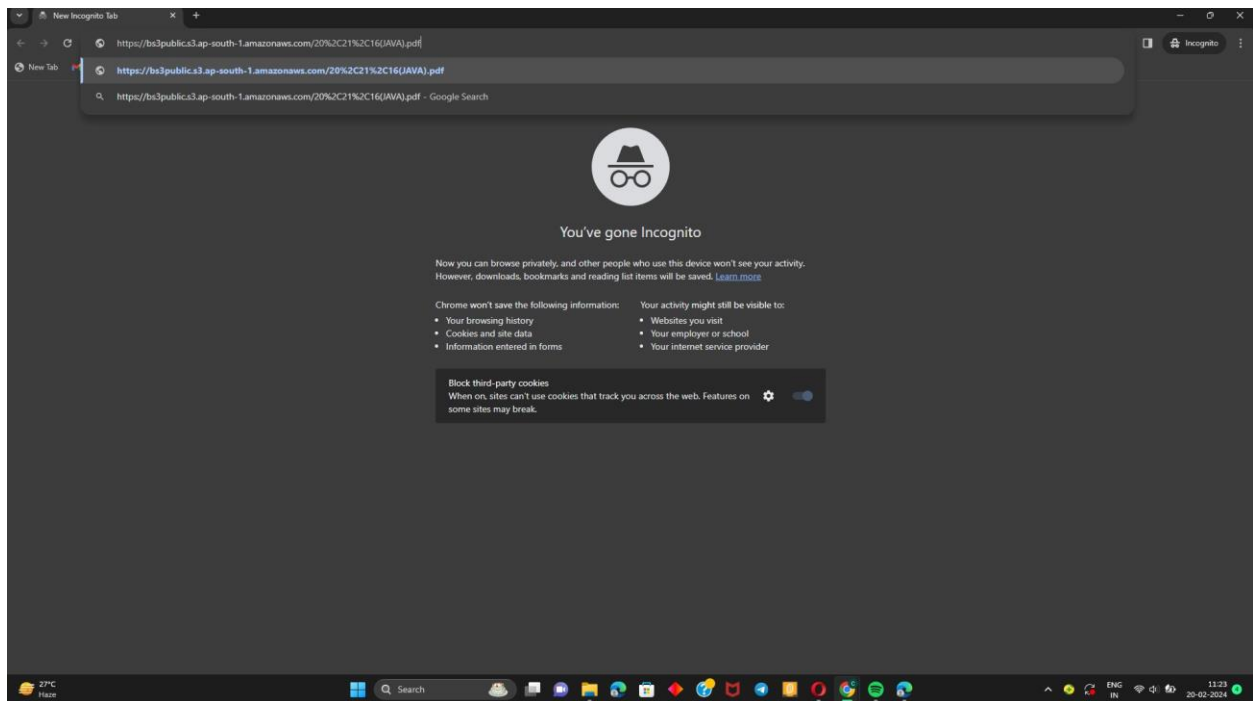 New Incognito Tab
https://bs3public.s3.ap-south-1.amazonaws.com/20%2C21%2C16(JAVA).pdf
Incognito
New Tab
https://bs3public.s3.ap-south-1.amazonaws.com/20%2C21%2C16(JAVA).pdf
https://bs3public.s3.ap-south-1.amazonaws.com/20%2C21%2C16(JAVA).pdf - Google Search
You've gone Incognito
Now you can browse privately, and other people who use this device won't see your activity.
However, downloads, bookmarks and reading list items will be saved. Learn more
Chrome won't save the following information:
Your browsing history
Cookies and site data
Information entered in forms
Your activity might still be visible to:
Websites you visit
Your employer or school
Your internet service provider
Block third-party cookies
When on, sites can't use cookies that track you across the web. Features on
some sites may break.
27°C
Haze
Search
ENG
IN
11:23
20-02-2024